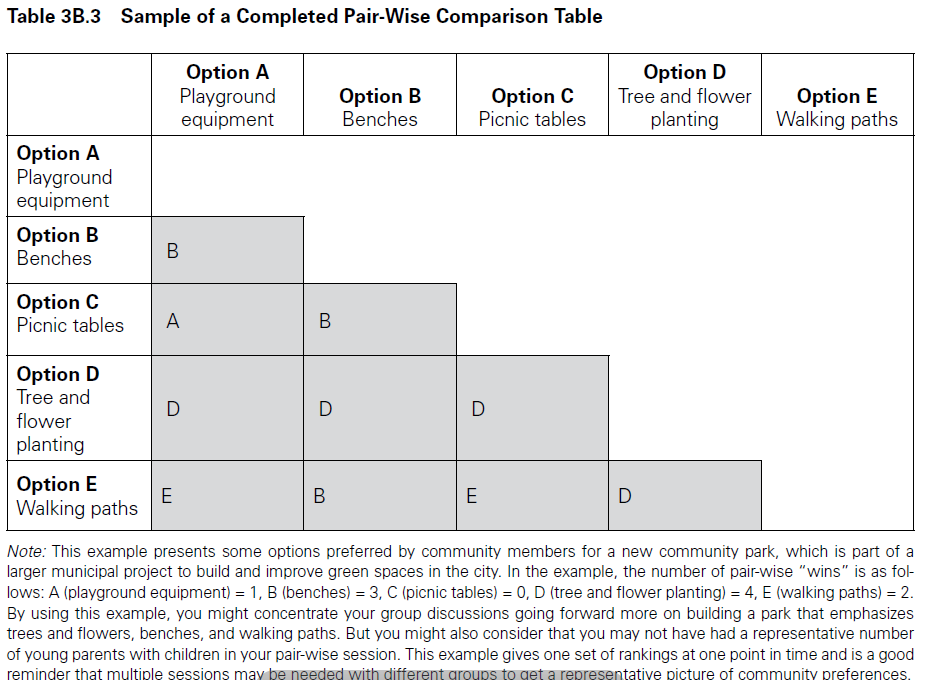 Table 3B.3 Sample of a Completed Pair-Wise Comparison Table
Option A
Playground
equipment
Option B
Benches
Option C
Picnic tables
Option D
Tree and flower
planting
Option E
Walking paths
Option A
Playground
equipment
Option B
Benches
B
Option C
Picnic tables
A
B
Option D
Tree and
flower
planting
D
D
D
Option E
Walking paths
E
B
E
D
Note: This example presents some options preferred by community members for a new community park, which is part of a
larger municipal project to build and improve green spaces in the city. In the example, the number of pair-wise “wins” is as fol-
lows: A (playground equipment) = 1, B (benches) = 3, C (picnic tables) = 0, D (tree and flower planting) = 4, E (walking paths) = 2.
By using this example, you might concentrate your group discussions going forward more on building a park that emphasizes
trees and flowers, benches, and walking paths. But you might also consider that you may not have had a representative number
of young parents with children in your pair-wise session. This example gives one set of rankings at one point in time and is a good
reminder that multiple sessions may be needed with different groups to get a representative picture of community preferences.